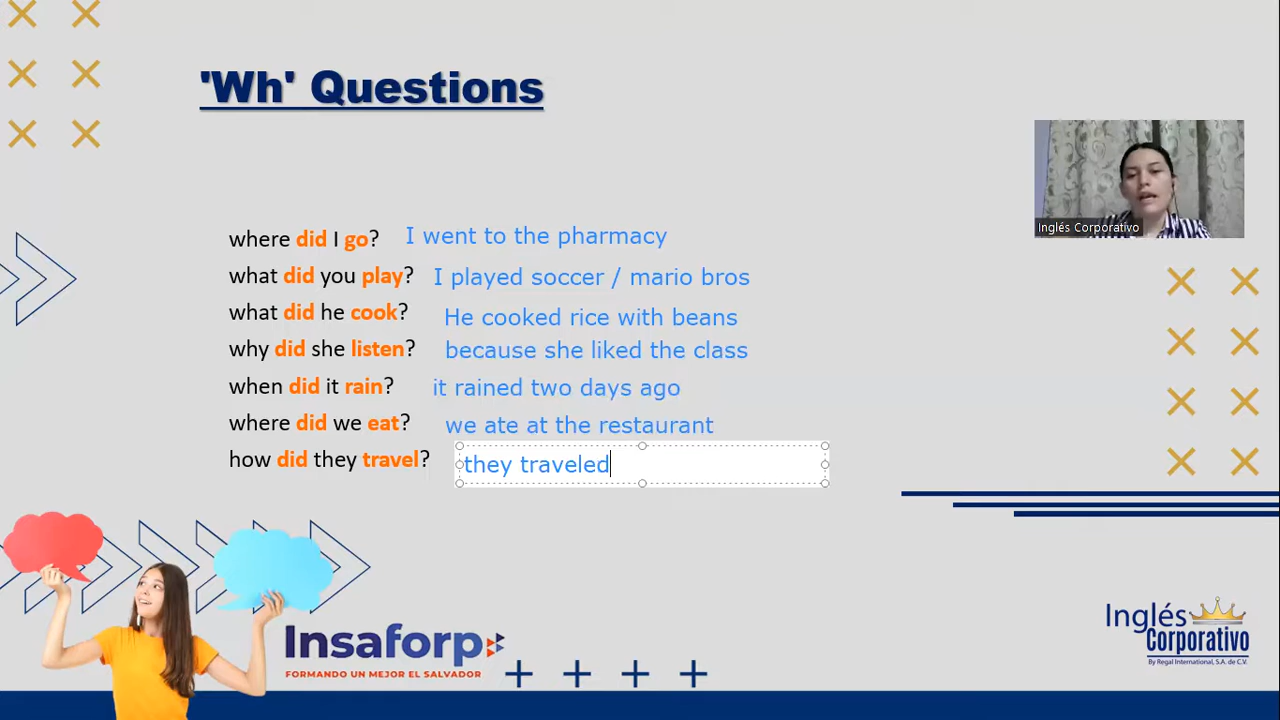 'Wh' Questions
Inglés Corporativo
where did I go? I went to the pharmacy
what did you play? I played soccer / mario bros
what did he cook? He cooked rice with beans
why did she listen? because she liked the class
when did it rain? it rained two days ago
where did we eat? we ate at the restaurant
how did they travel? they traveled
Insaforp
FORMANDO UN MEJOR EL SALVADOR
Inglés
Corporativo
By Regal International, S.A. de C.V.